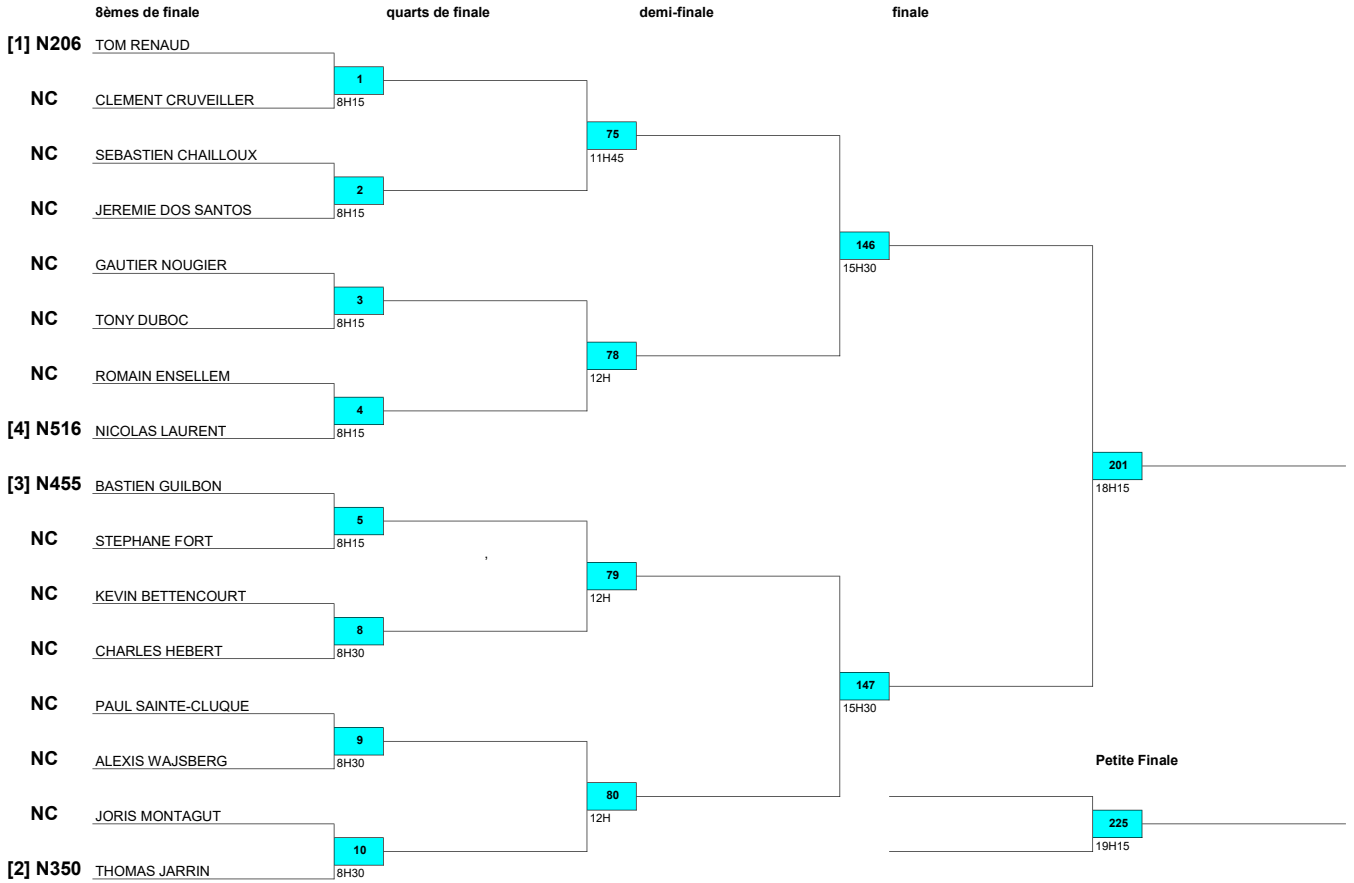 8èmes de finale quarts de finale demi-finale finale
[1] N206 TOM RENAUD
1
NC CLEMENT CRUVEILLER 8H15
75
NC SEBASTIEN CHAILLOUX 11H45
2
NC JEREMIE DOS SANTOS 8H15
146
NC GAUTIER NOUGIER 15H30
3
NC TONY DUBOC 8H15
78
NC ROMAIN ENSELLEM 12H
4
[4] N516 NICOLAS LAURENT 8H15
201
[3] N455 BASTIEN GUILBON 18H15
5
NC STEPHANE FORT 8H15
,
79
NC KEVIN BETTENCOURT 12H
8
NC CHARLES HEBERT 8H30
147
NC PAUL SAINTE-CLUQUE 15H30
9
NC ALEXIS WAJSBERG 8H30 Petite Finale
80
NC JORIS MONTAGUT 12H
225
10 19H15
[2] N350 THOMAS JARRIN 8H30